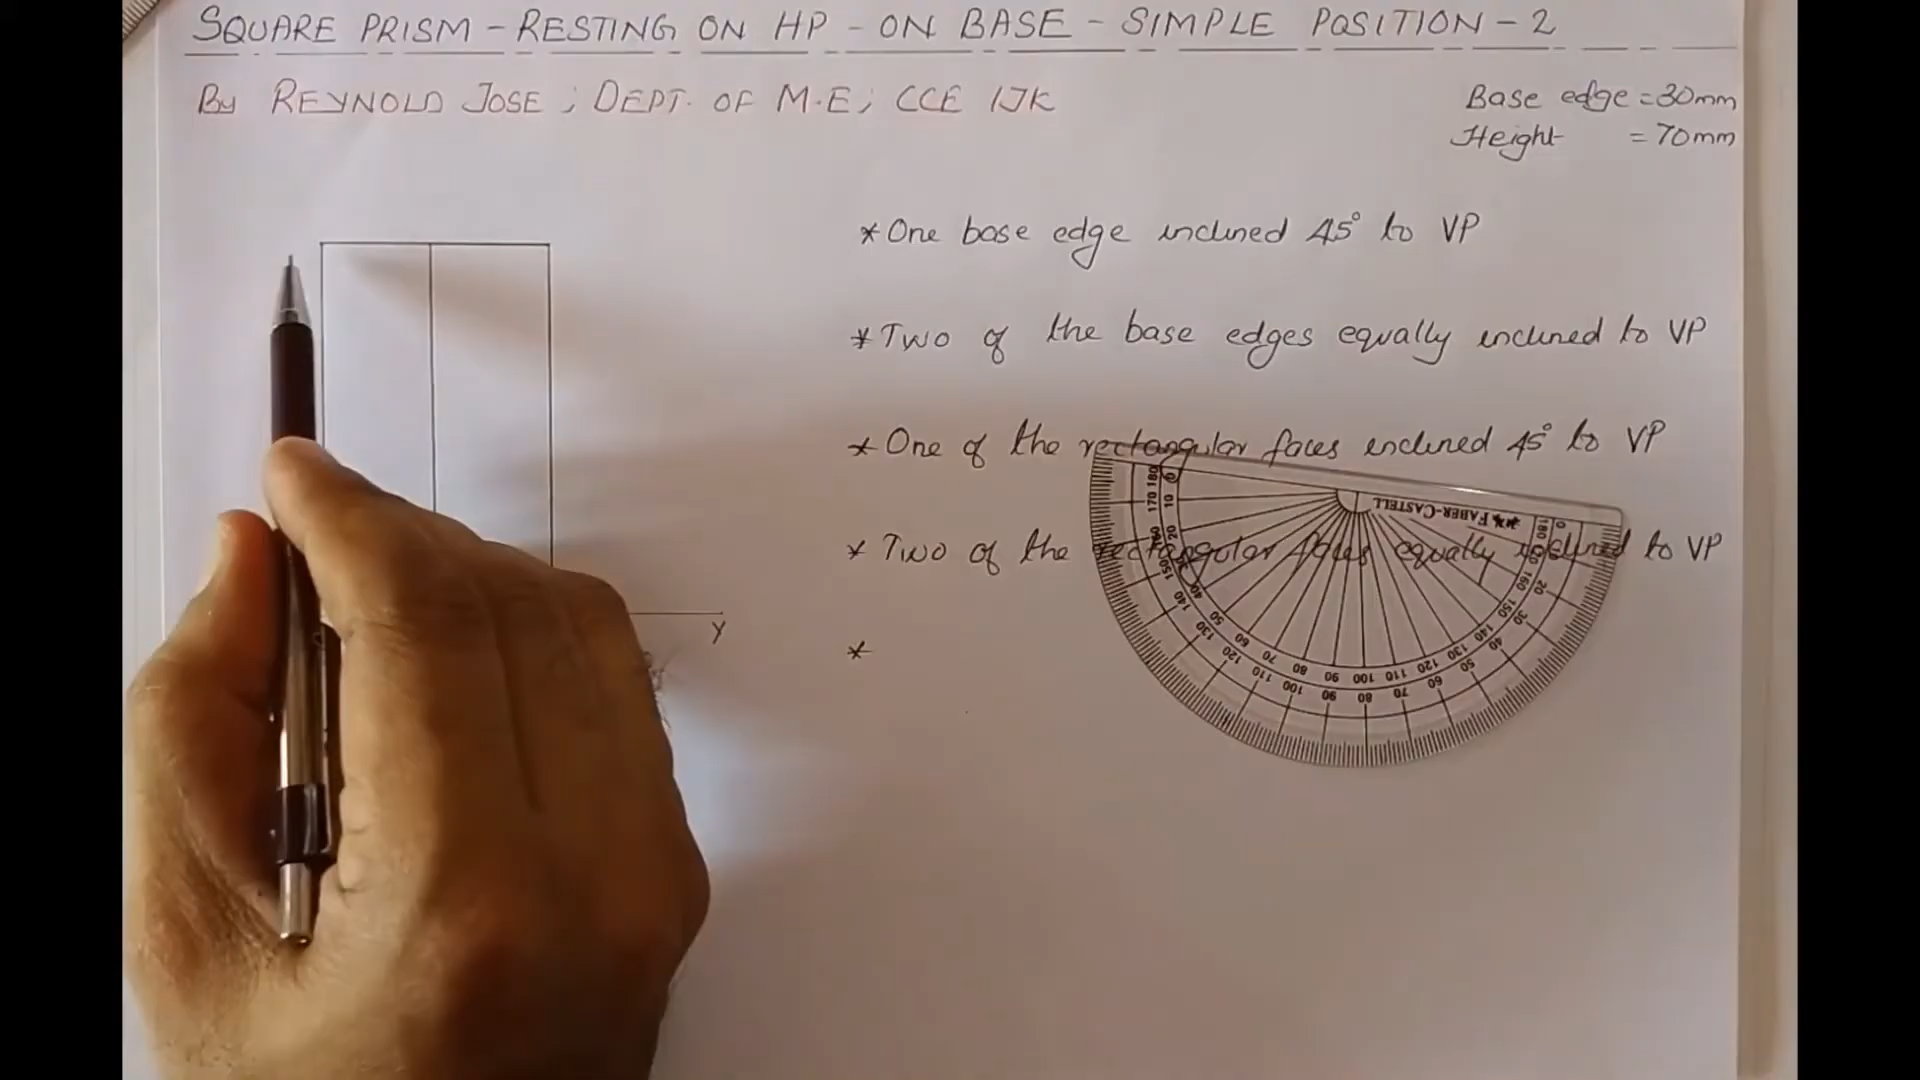 SQUARE PRISM - RESTING ON HP - ON BASE - SIMPLE POSITION - 2
By REYNOLD JOSE ; DEPT. OF M.E ; CCE IJK
Base edge = 30mm
Height = 70mm
* One base edge inclined 45° to VP
* Two of the base edges equally inclined to VP
* One of the rectangular faces inclined 45° to VP
* Two of the rectangular faces equally inclined to VP
*
Y
FABER-CASTELL